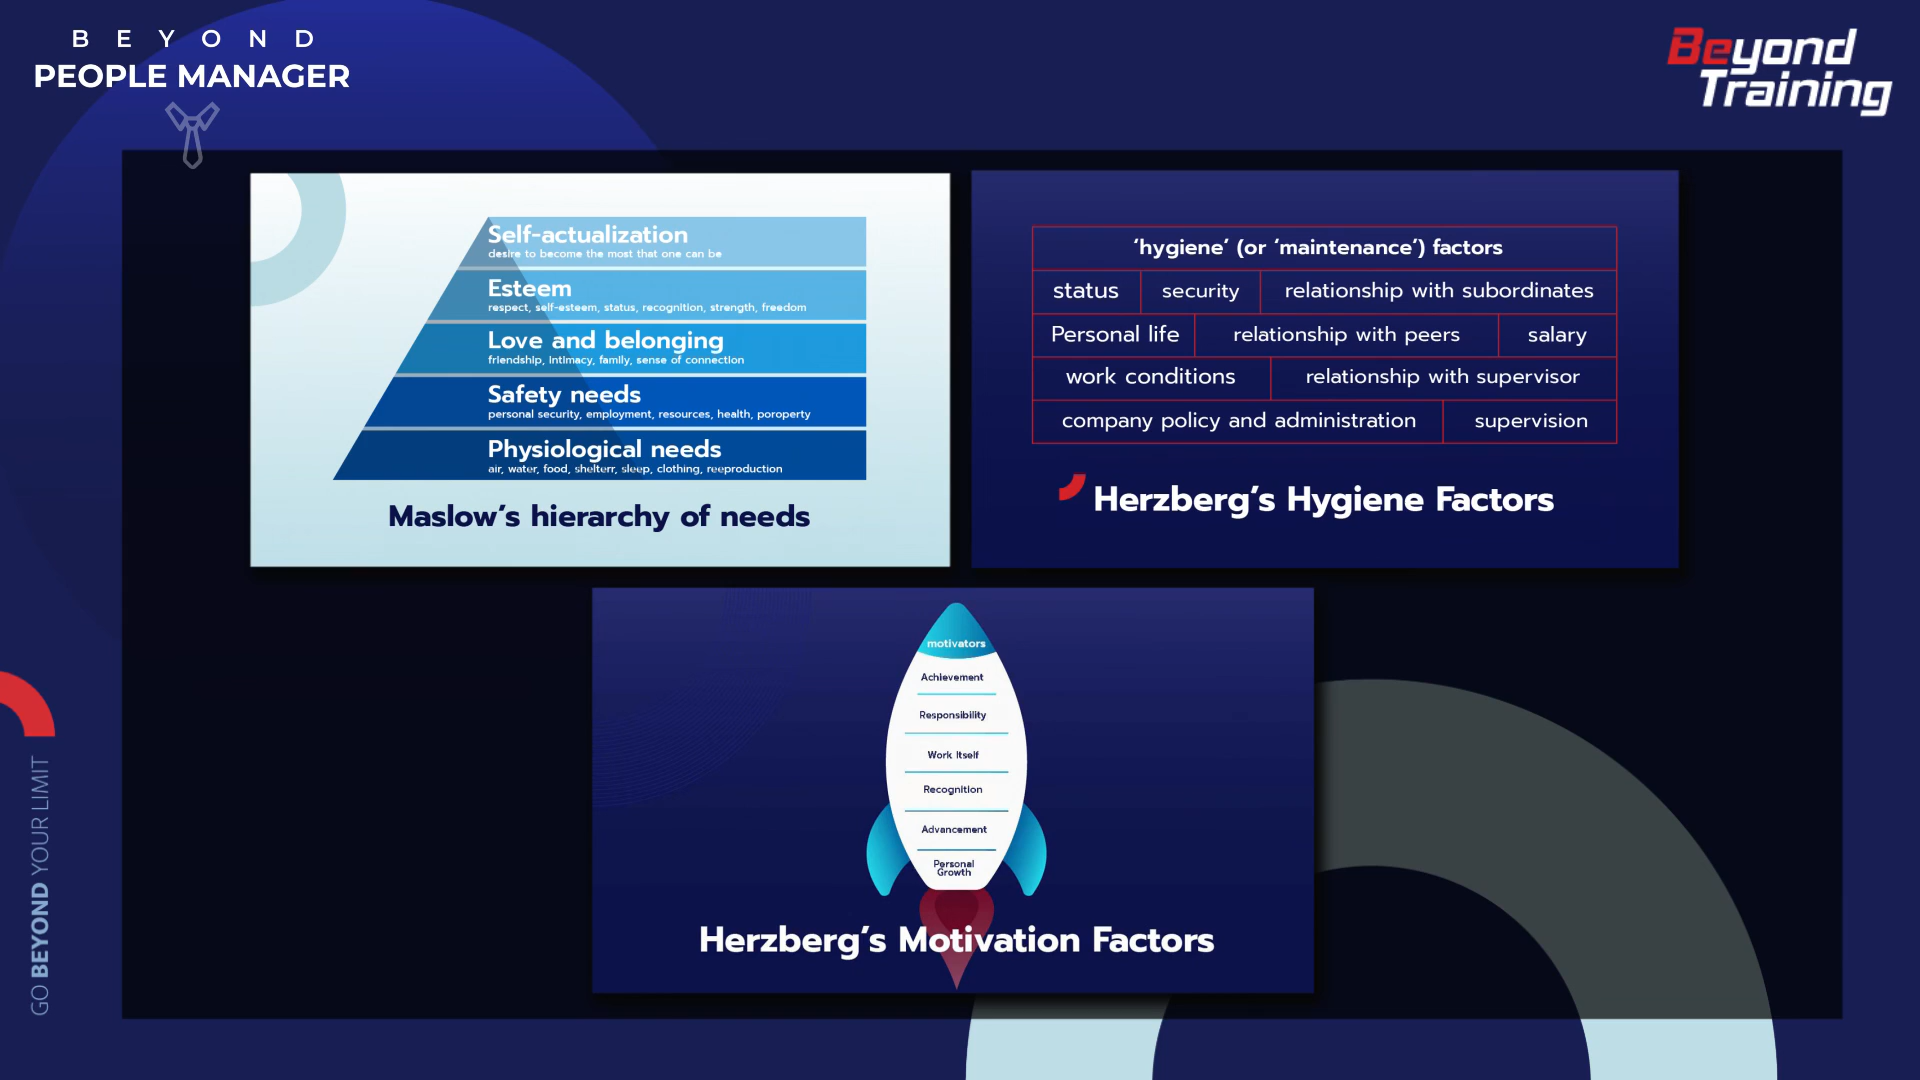 B E Y O N D
PEOPLE MANAGER
Beyond
Training
Self-actualization
desire to become the most that one can be
Esteem
respect, self-esteem, status, recognition, strength, freedom
Love and belonging
friendship, intimacy, family, sense of connection
Safety needs
personal security, employment, resources, health, poroperty
Physiological needs
air, water, food, shelterr, sleep, clothing, reeproduction
Maslow's hierarchy of needs
'hygiene' (or 'maintenance') factors
status security relationship with subordinates
Personal life relationship with peers salary
work conditions relationship with supervisor
company policy and administration supervision
Herzberg's Hygiene Factors
motivators
Achievement
Responsibility
Work Itself
Recognition
Advancement
Personal
Growth
Herzberg's Motivation Factors
GO BEYOND YOUR LIMIT